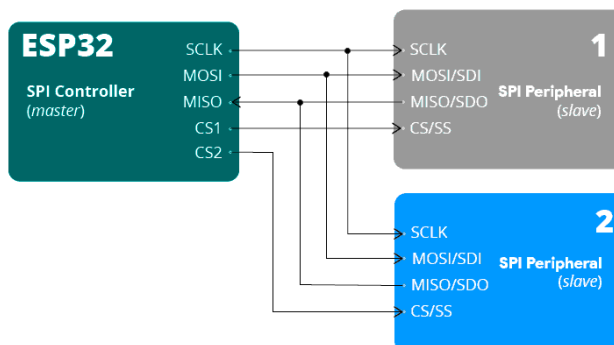 ESP32
SPI Controller
(master)
SCLK
MOSI
MISO
CS1
CS2
1
SPI Peripheral
(slave)
SCLK
MOSI/SDI
MISO/SDO
CS/SS
2
SPI Peripheral
(slave)
SCLK
MOSI/SDI
MISO/SDO
CS/SS